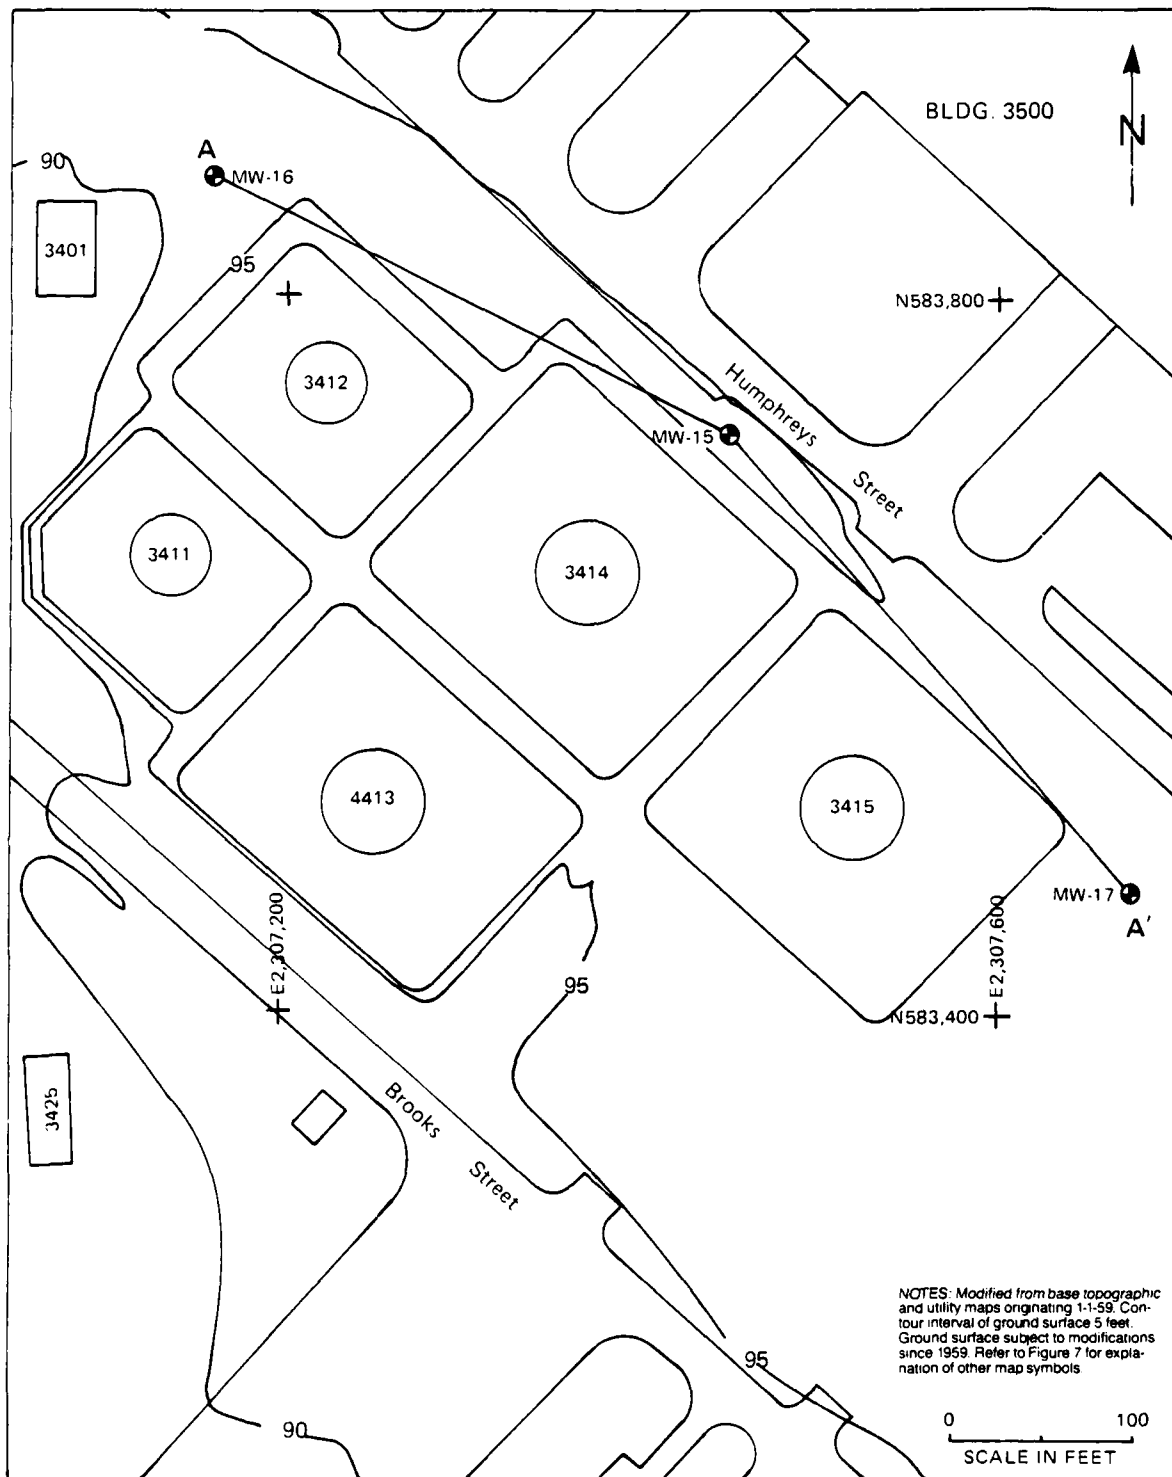 BLDG. 3500
N
A
MW-16
90
3401
95
N583,800
3412
Humphreys
Street
MW-15
3411
3414
4413
3415
MW-17
A'
E2,307,200
E2,307,600
95
N583,400
3425
Brooks
Street
NOTES: Modified from base topographic
and utility maps originating 1-1-59. Con-
tour interval of ground surface 5 feet.
Ground surface subject to modifications
since 1959. Refer to Figure 7 for expla-
nation of other map symbols.
95
90
0 100
SCALE IN FEET